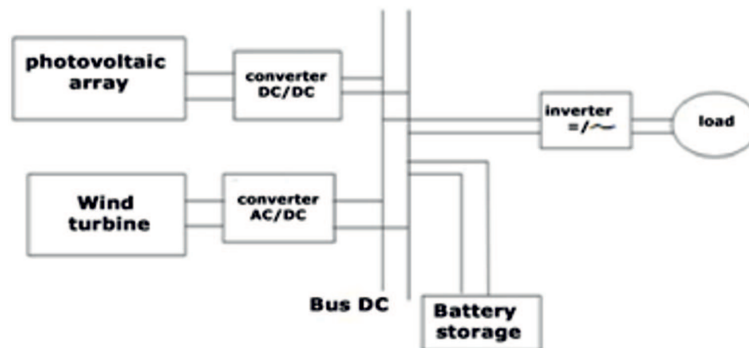 photovoltaic
array
converter
DC/DC
inverter
=/~
load
Wind
turbine
converter
AC/DC
Bus DC
Battery
storage